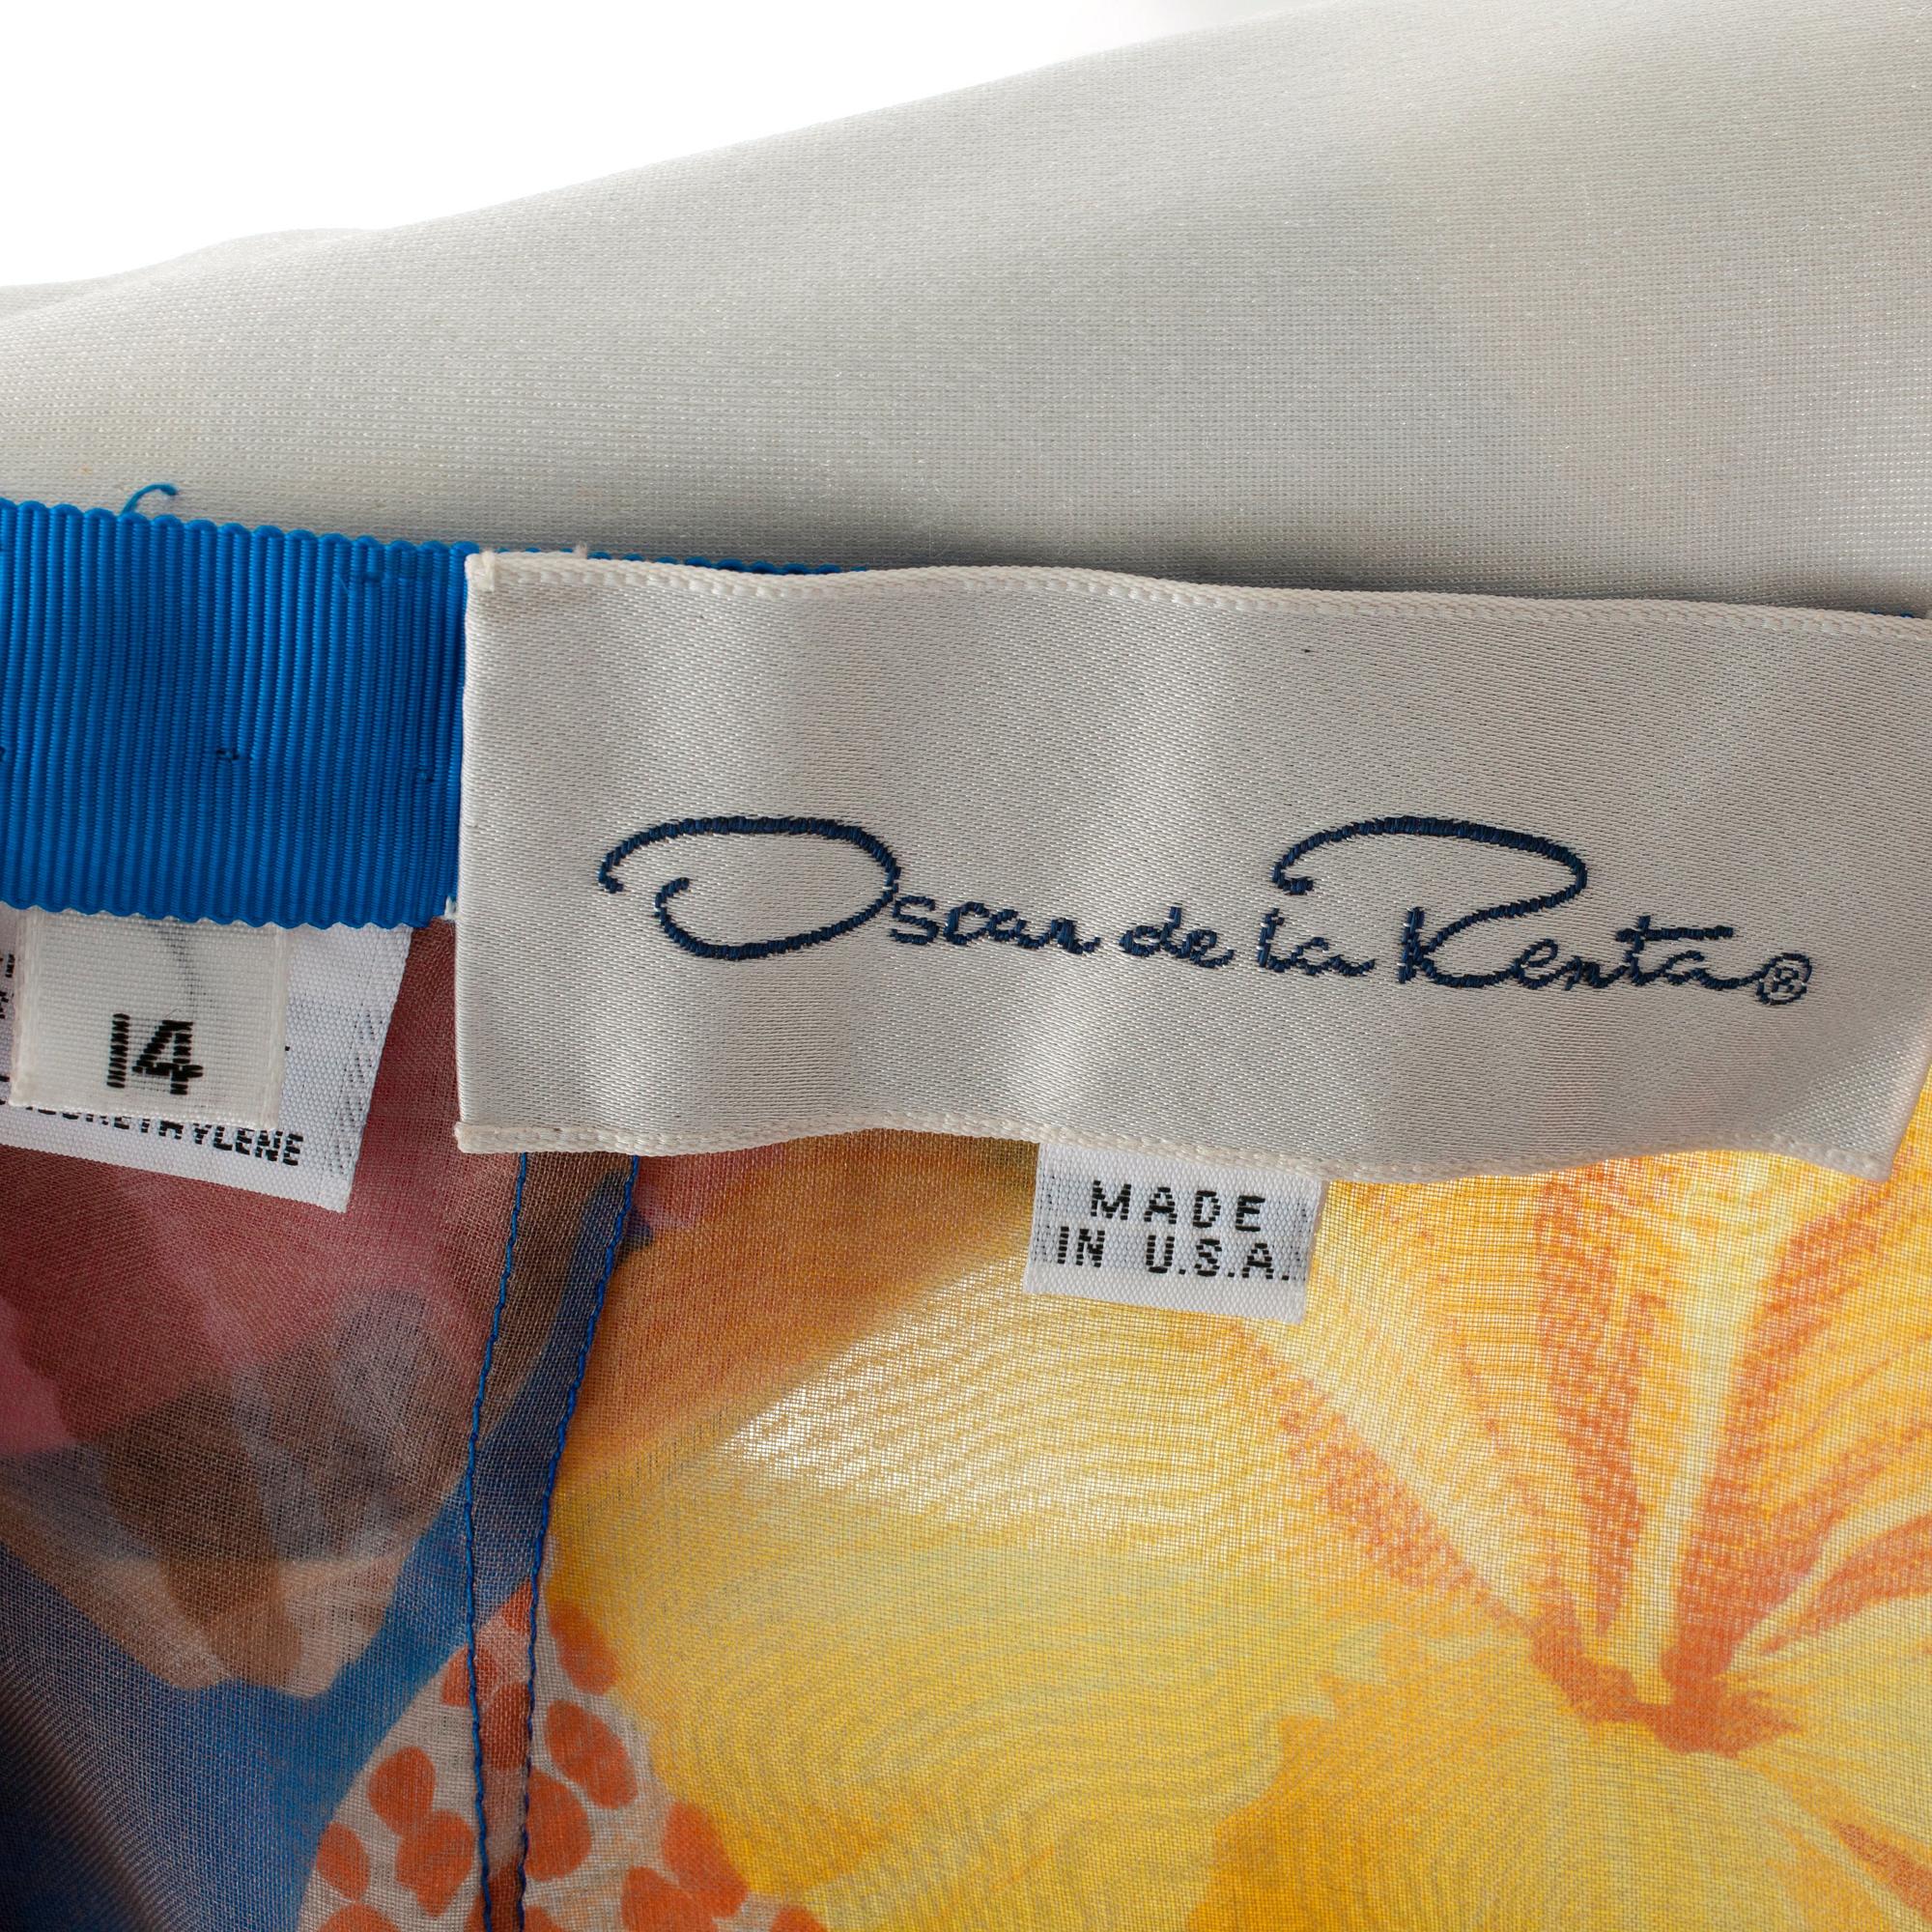 Oscar de la Renta®
14
MADE
IN U.S.A.